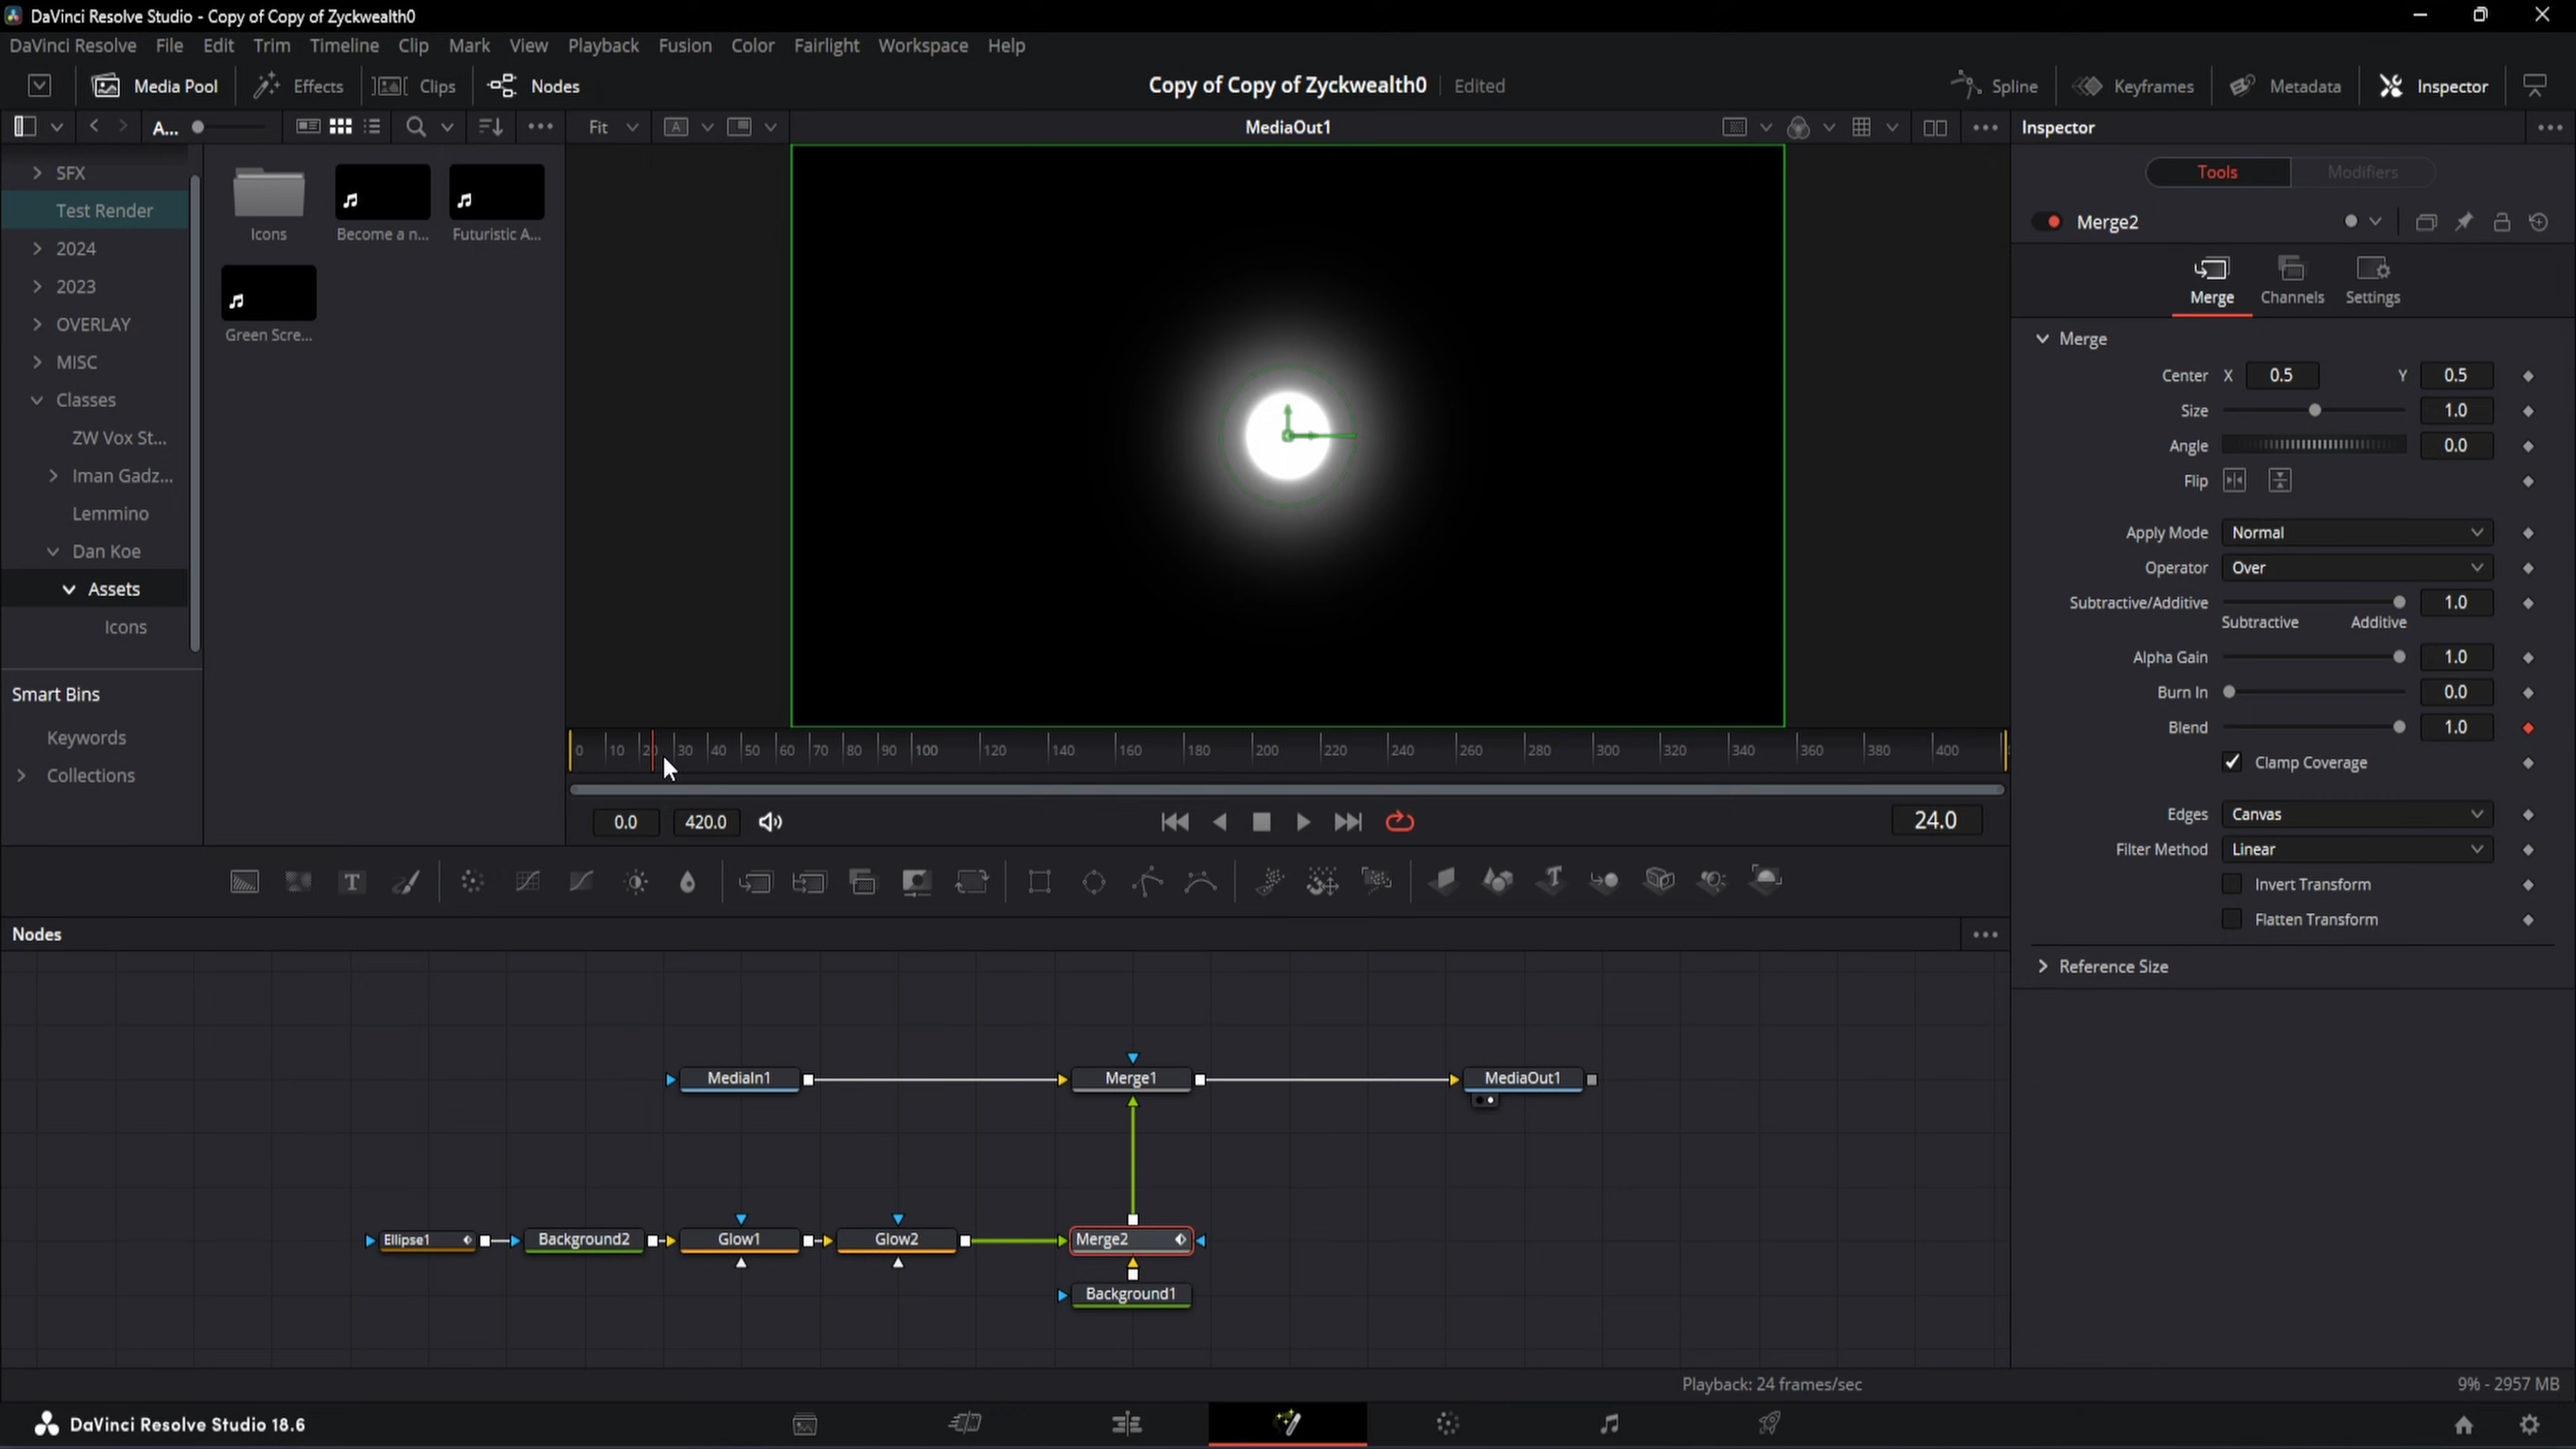 DaVinci Resolve Studio - Copy of Copy of Zyckwealth0
DaVinci Resolve File Edit Trim Timeline Clip Mark View Playback Fusion Color Fairlight Workspace Help
Media Pool Effects Clips Nodes Copy of Copy of Zyckwealth0 Edited Spline Keyframes Metadata Inspector
A... Fit A MediaOut1 Inspector
SFX
Test Render
2024
2023
OVERLAY
MISC
Classes
ZW Vox St...
Iman Gadz...
Lemmino
Dan Koe
Assets
Icons
Smart Bins
Keywords
Collections
Icons Become a n... Futuristic A...
Green Scre...
0 10 20 30 40 50 60 70 80 90 100 120 140 160 180 200 220 240 260 280 300 320 340 360 380 400
0.0 420.0 24.0
T T
Tools Modifiers
Merge2
Merge Channels Settings
Merge
Center X 0.5 Y 0.5
Size 1.0
Angle 0.0
Flip
Apply Mode Normal
Operator Over
Subtractive/Additive 1.0
Subtractive Additive
Alpha Gain 1.0
Burn In 0.0
Blend 1.0
Clamp Coverage
Edges Canvas
Filter Method Linear
Invert Transform
Flatten Transform
Reference Size
Nodes
MediaIn1 Merge1 MediaOut1
Ellipse1 Background2 Glow1 Glow2 Merge2
Background1
Playback: 24 frames/sec 9% - 2957 MB
DaVinci Resolve Studio 18.6